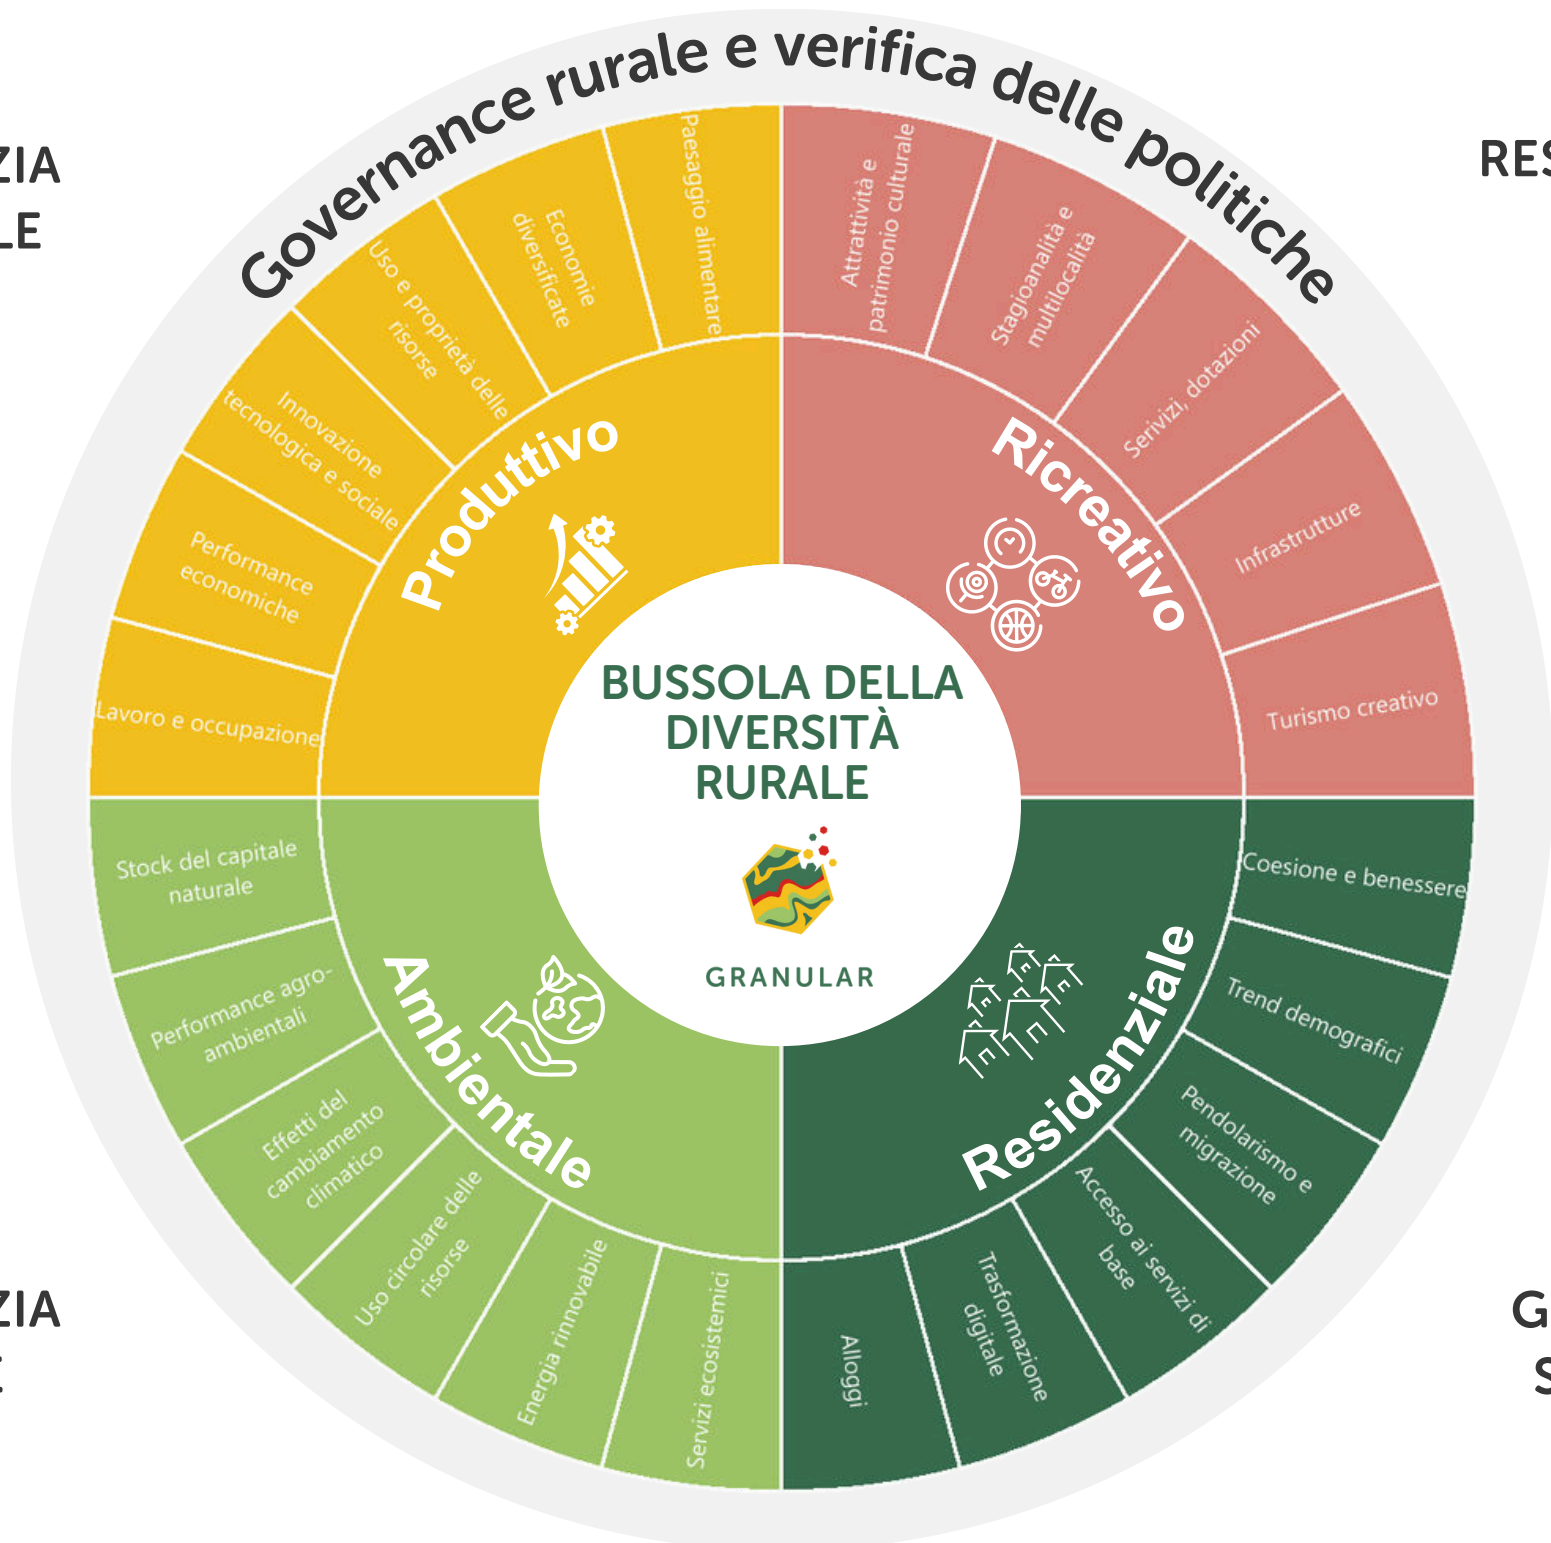 Governance rurale e verifica delle politiche
ZIA
LE
RES
Paesaggio alimentare
Economie
diversificate
Uso e proprietà delle
risorse
Innovazione
tecnologica e sociale
Performance
economiche
Lavoro e occupazione
Produttivo
Attrattività e
patrimonio culturale
Stagioanalità e
multilocalità
Serivizi, dotazioni
Infrastrutture
Turismo creativo
Ricreativo
BUSSOLA DELLA
DIVERSITÀ
RURALE
GRANULAR
Stock del capitale
naturale
Performance agro-
ambientali
Effetti del
cambiamento
climatico
Uso circolare delle
risorse
Energia rinnovabile
Servizi ecosistemici
Ambientale
Coesione e benessere
Trend demografici
Pendolarismo e
migrazione
Accesso ai servizi di
base
Trasformazione
digitale
Alloggi
Residenziale
ZIA
E
G
S